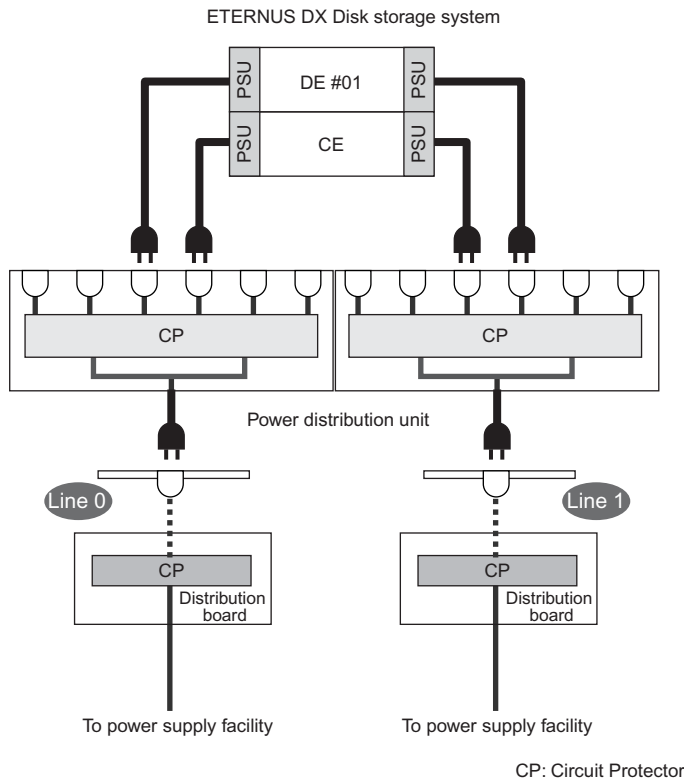 ETERNUS DX Disk storage system
PSU
DE #01
PSU
PSU
CE
PSU
CP
CP
Power distribution unit
Line 0
Line 1
CP
Distribution
board
CP
Distribution
board
To power supply facility
To power supply facility
CP: Circuit Protector